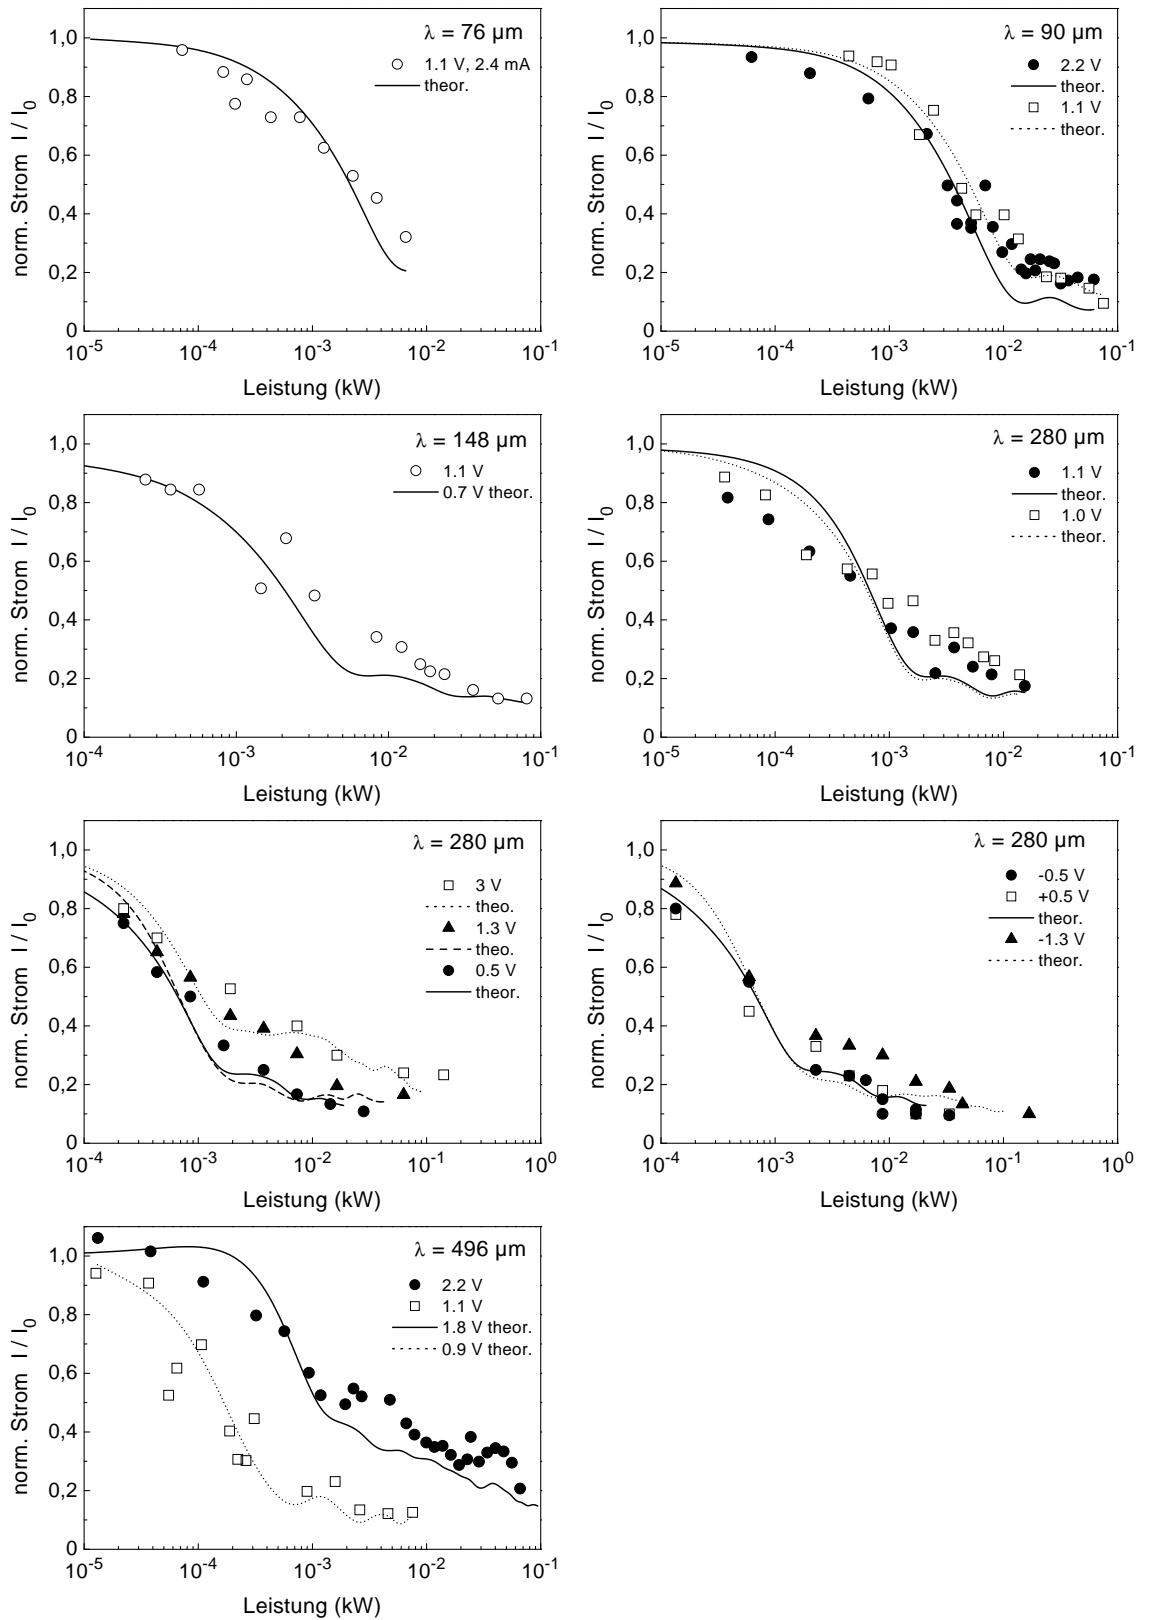 λ = 76 µm
1.1 V, 2.4 mA
theor.
norm. Strom I / I0
1,0
0,8
0,6
0,4
0,2
0
10-5
10-4
10-3
10-2
10-1
Leistung (kW)
λ = 90 µm
2.2 V
theor.
1.1 V
theor.
norm. Strom I / I0
1,0
0,8
0,6
0,4
0,2
0
10-5
10-4
10-3
10-2
10-1
Leistung (kW)
λ = 148 µm
1.1 V
0.7 V theor.
norm. Strom I / I0
1,0
0,8
0,6
0,4
0,2
0
10-4
10-3
10-2
10-1
Leistung (kW)
λ = 280 µm
1.1 V
theor.
1.0 V
theor.
norm. Strom I / I0
1,0
0,8
0,6
0,4
0,2
0
10-5
10-4
10-3
10-2
10-1
Leistung (kW)
λ = 280 µm
3 V
theo.
1.3 V
theo.
0.5 V
theor.
norm. Strom I / I0
1,0
0,8
0,6
0,4
0,2
0
10-4
10-3
10-2
10-1
100
Leistung (kW)
λ = 280 µm
-0.5 V
+0.5 V
theor.
-1.3 V
theor.
norm. Strom I / I0
1,0
0,8
0,6
0,4
0,2
0
10-4
10-3
10-2
10-1
100
Leistung (kW)
λ = 496 µm
2.2 V
1.1 V
1.8 V theor.
0.9 V theor.
norm. Strom I / I0
1,0
0,8
0,6
0,4
0,2
0
10-5
10-4
10-3
10-2
10-1
Leistung (kW)